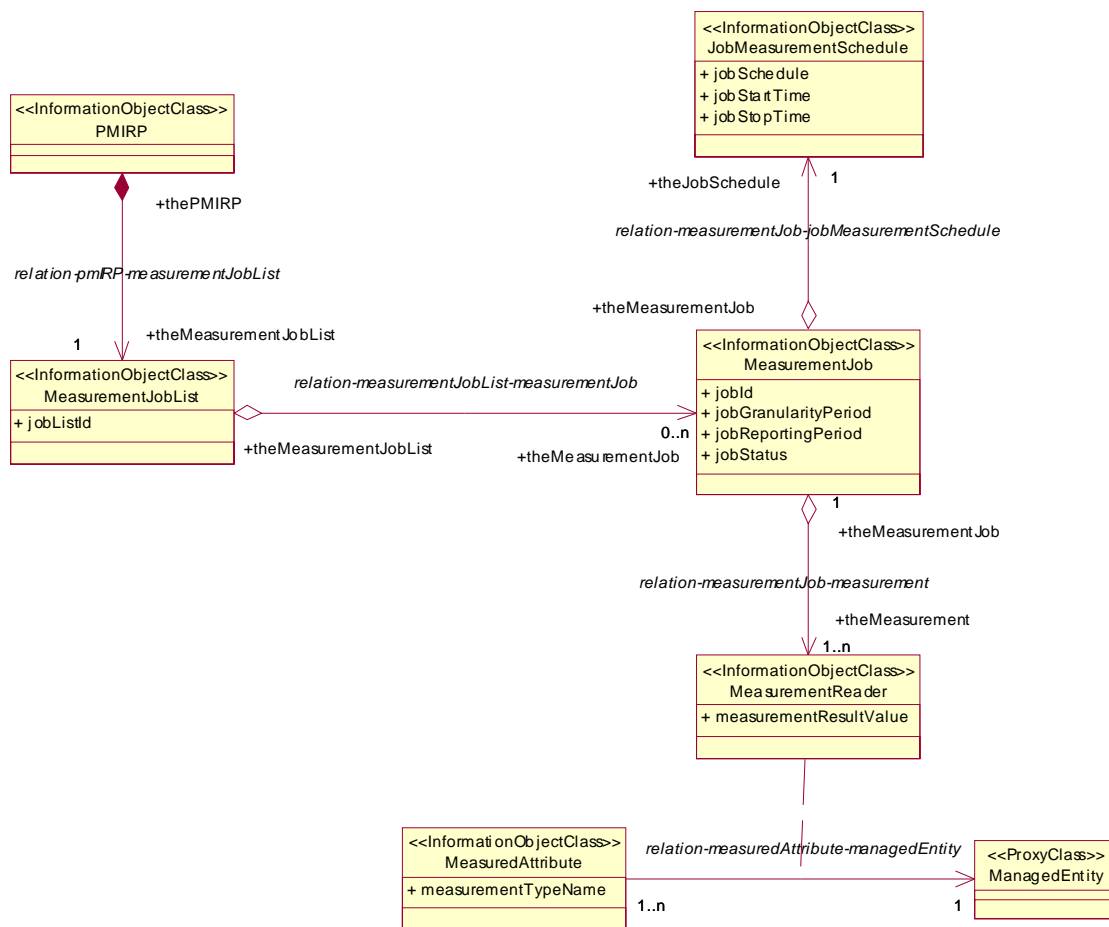 <<InformationObjectClass>>
JobMeasurementSchedule
+ jobSchedule
+ jobStartTime
+ jobStopTime
<<InformationObjectClass>>
PMIRP
+thePMIRP
+theJobSchedule
1
relation-measurementJob-jobMeasurementSchedule
relation-pmIRP-measurementJobList
+theMeasurementJob
1
+theMeasurementJobList
<<InformationObjectClass>>
MeasurementJobList
+ jobListId
relation-measurementJobList-measurementJob
+theMeasurementJobList
0..n
+theMeasurementJob
<<InformationObjectClass>>
MeasurementJob
+ jobId
+ jobGranularityPeriod
+ jobReportingPeriod
+ jobStatus
1
+theMeasurementJob
relation-measurementJob-measurement
+theMeasurement
1..n
<<InformationObjectClass>>
MeasurementReader
+ measurementResultValue
<<InformationObjectClass>>
MeasuredAttribute
+ measurementTypeName
relation-measuredAttribute-managedEntity
1..n
1
<<ProxyClass>>
ManagedEntity